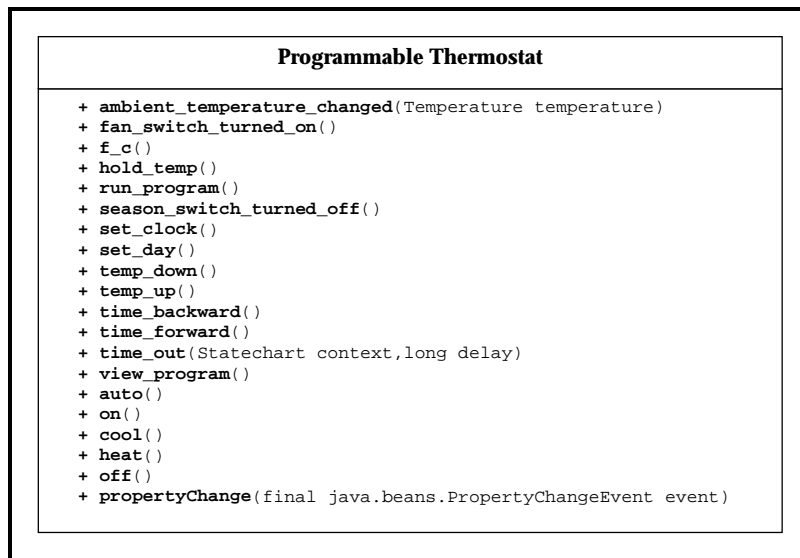 Programmable Thermostat
+ ambient_temperature_changed(Temperature temperature)
+ fan_switch_turned_on()
+ f_c()
+ hold_temp()
+ run_program()
+ season_switch_turned_off()
+ set_clock()
+ set_day()
+ temp_down()
+ temp_up()
+ time_backward()
+ time_forward()
+ time_out(Statechart context,long delay)
+ view_program()
+ auto()
+ on()
+ cool()
+ heat()
+ off()
+ propertyChange(final java.beans.PropertyChangeEvent event)